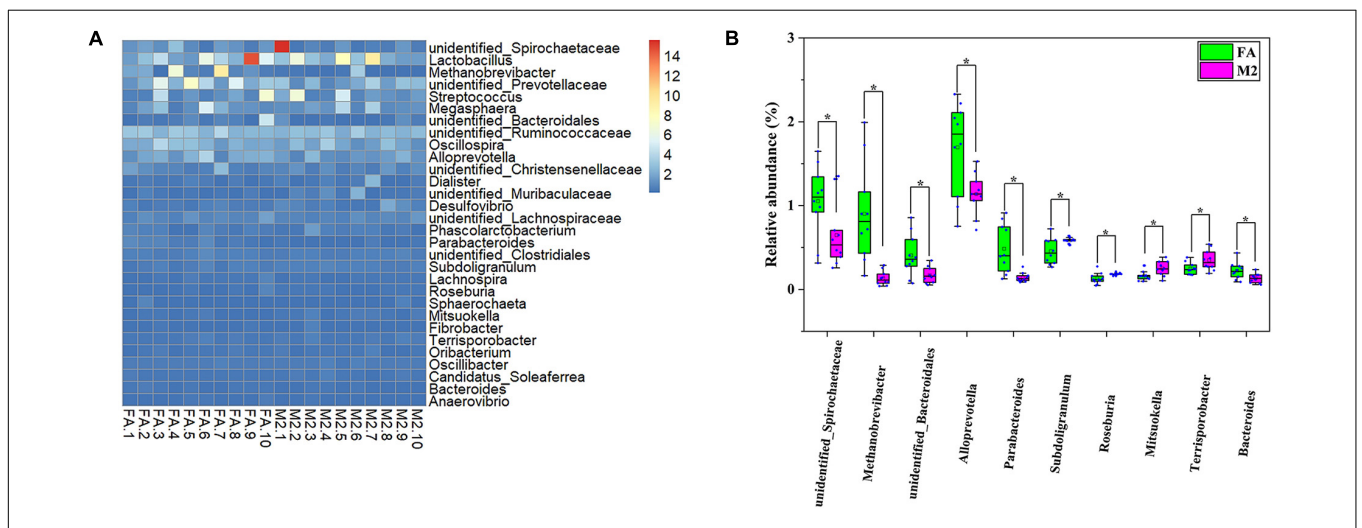 A
unidentified_Spirochaetaceae
Lactobacillus
Methanobrevibacter
unidentified_Prevotellaceae
Streptococcus
Megasphaera
unidentified_Bacteroidales
unidentified_Ruminococcaceae
Oscillospira
Alloprevotella
unidentified_Christensenellaceae
Dialister
unidentified_Muribaculaceae
Desulfovibrio
unidentified_Lachnospiraceae
Phascolarctobacterium
Parabacteroides
unidentified_Clostridiales
Subdoligranulum
Lachnospira
Roseburia
Sphaerochaeta
Mitsuokella
Fibrobacter
Terrisporobacter
Oribacterium
Oscillibacter
Candidatus_Soleaferrea
Bacteroides
Anaerovibrio
14
12
10
8
6
4
2
FA.1
FA.2
FA.3
FA.4
FA.5
FA.6
FA.7
FA.8
FA.9
FA.10
M2.1
M2.2
M2.3
M2.4
M2.5
M2.6
M2.7
M2.8
M2.9
M2.10
B
Relative abundance (%)
3
2
1
0
FA
M2
*
*
*
*
*
*
*
*
*
*
unidentified_Spirochaetaceae
Methanobrevibacter
unidentified_Bacteroidales
Alloprevotella
Parabacteroides
Subdoligranulum
Roseburia
Mitsuokella
Terrisporobacter
Bacteroides